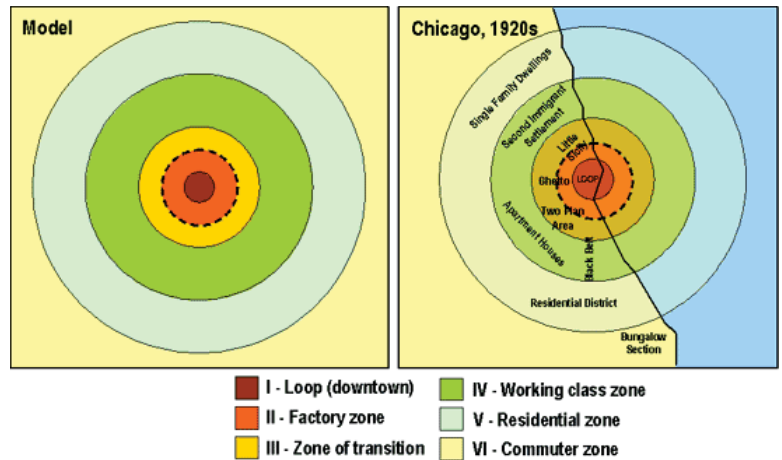 Model
Chicago, 1920s
Single Family Dwellings
Second Immigrant
Settlement
Little
Sicily
LOOP
Ghetto
Two Plan
Area
Apartment Houses
Black Belt
Residential District
Bungalow
Section
I - Loop (downtown)
II - Factory zone
III - Zone of transition
IV - Working class zone
V - Residential zone
VI - Commuter zone